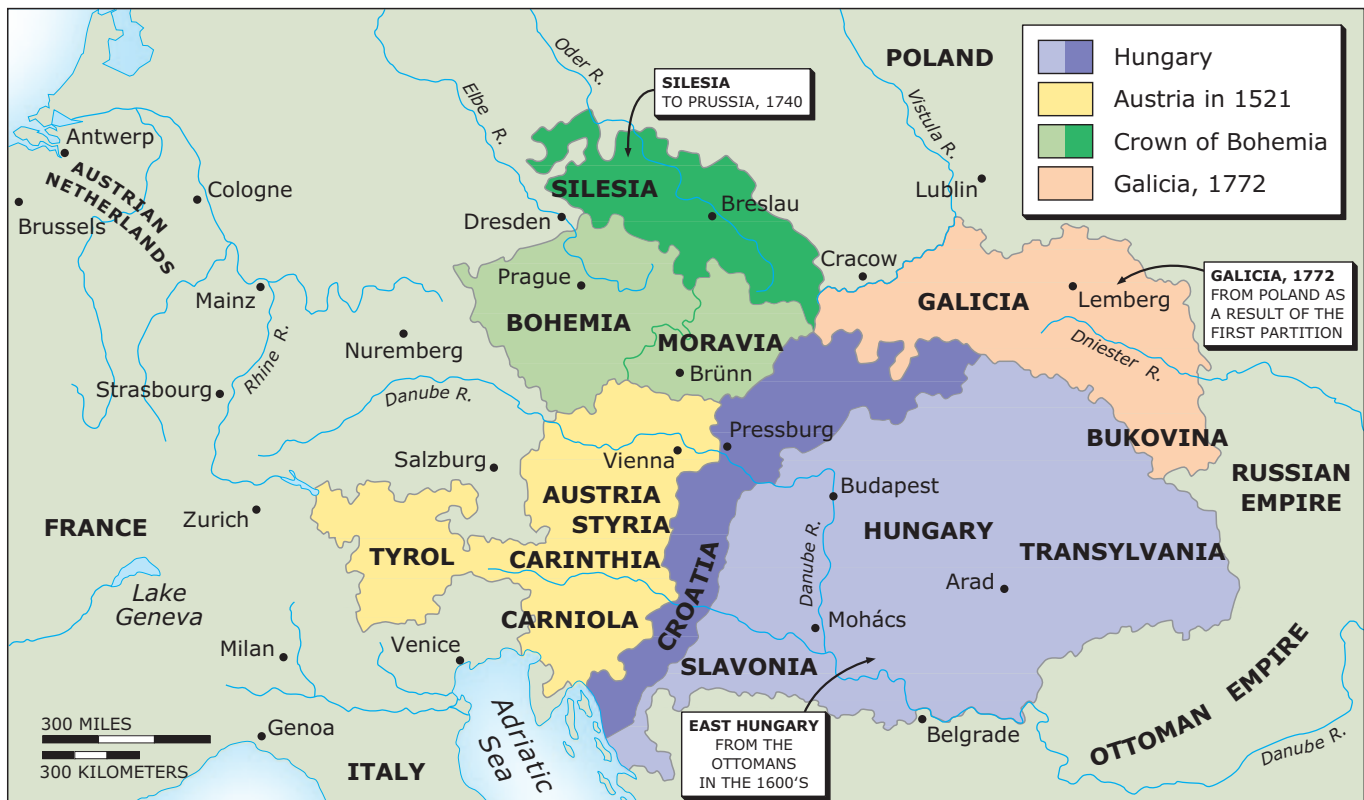 POLAND
Hungary
Austria in 1521
Crown of Bohemia
Galicia, 1772
Oder R.
SILESIA
TO PRUSSIA, 1740
Elbe R.
Vistula R.
Antwerp
AUSTRIAN
NETHERLANDS
Cologne
Brussels
SILESIA
Lublin
Dresden
Breslau
Cracow
Prague
Mainz
GALICIA
Lemberg
GALICIA, 1772
FROM POLAND AS
A RESULT OF THE
FIRST PARTITION
BOHEMIA
Nuremberg
Rhine R.
MORAVIA
Dniester R.
Brünn
Strasbourg
Danube R.
Pressburg
BUKOVINA
Salzburg
Vienna
RUSSIAN
EMPIRE
AUSTRIA
Budapest
Zurich
FRANCE
STYRIA
HUNGARY
TYROL
CARINTHIA
CROATIA
Danube R.
TRANSYLVANIA
Arad
Lake
Geneva
CARNIOLA
Mohács
Milan
Venice
SLAVONIA
OTTOMAN EMPIRE
300 MILES
300 KILOMETERS
Genoa
ITALY
Adriatic
Sea
EAST HUNGARY
FROM THE
OTTOMANS
IN THE 1600'S
Belgrade
Danube R.